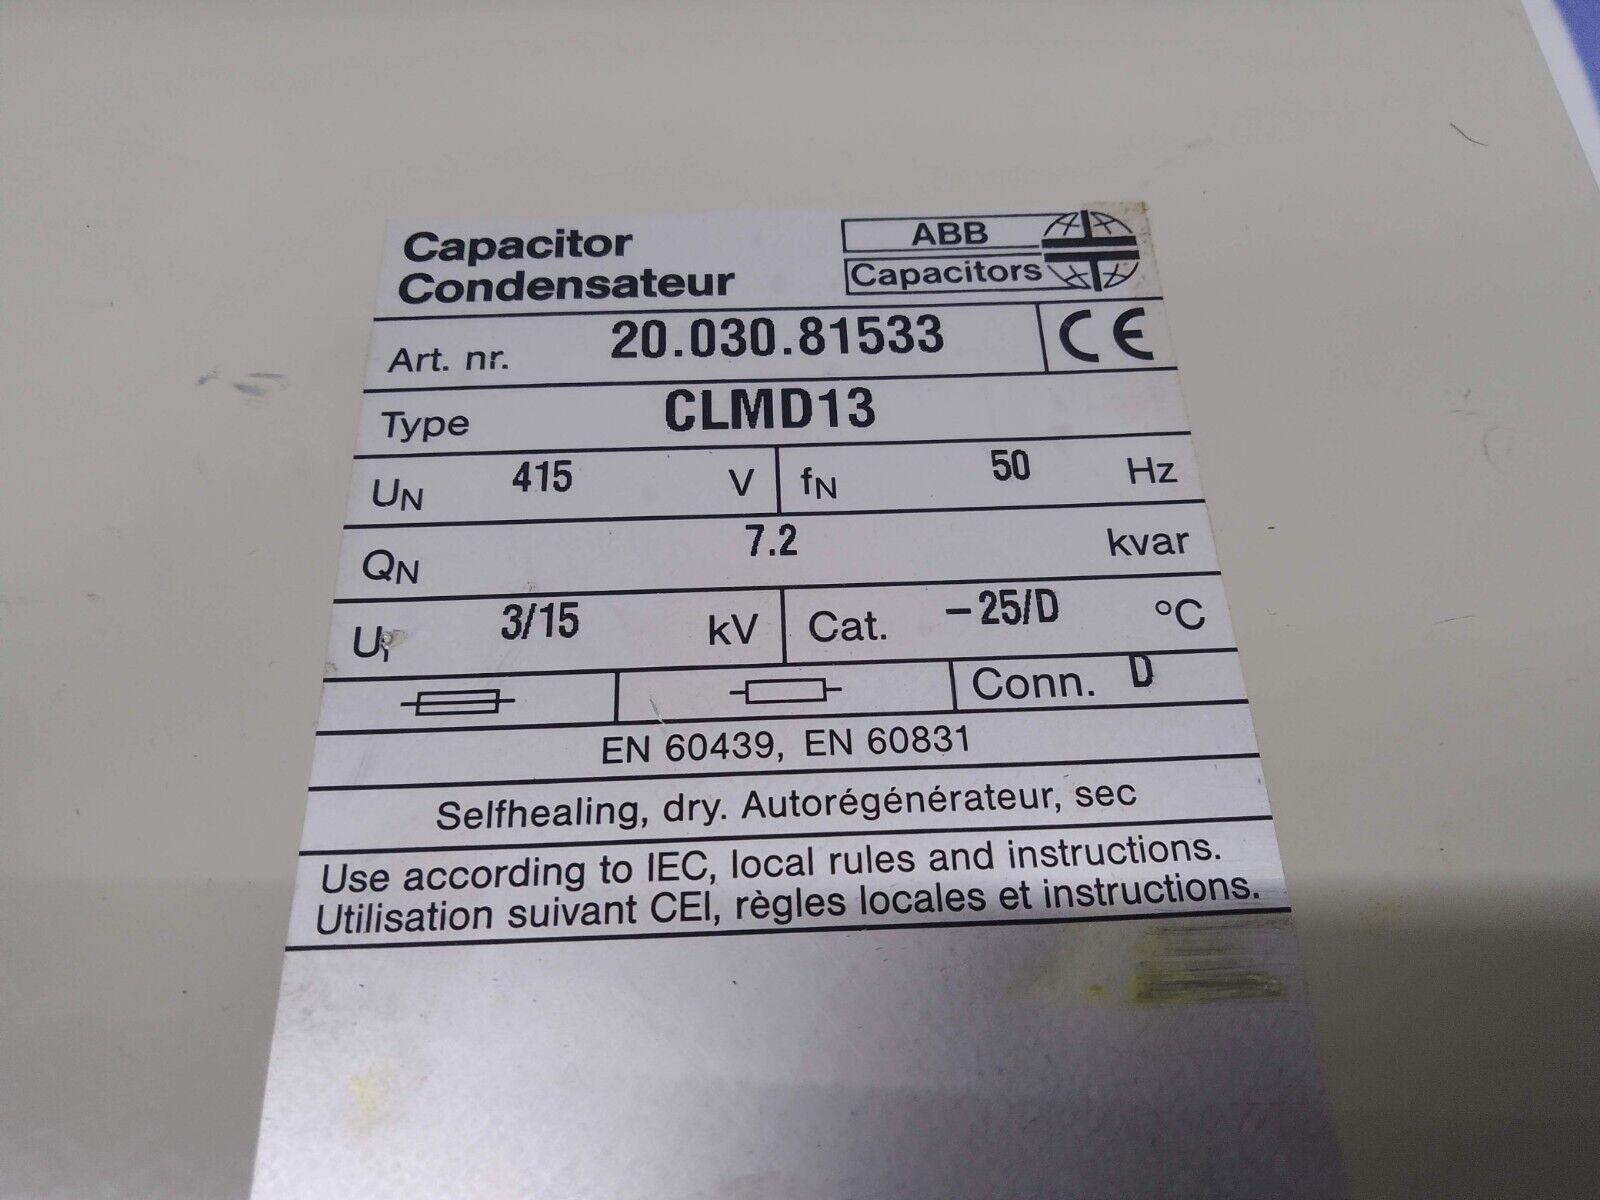 Capacitor
Condensateur
ABB
Capacitors
Art. nr. 20.030.81533 CE
Type CLMD13
UN 415 V fN 50 Hz
QN 7.2 kvar
Ui 3/15 kV Cat. -25/D °C
Conn. D
EN 60439, EN 60831
Selfhealing, dry. Autorégénérateur, sec
Use according to IEC, local rules and instructions.
Utilisation suivant CEI, règles locales et instructions.